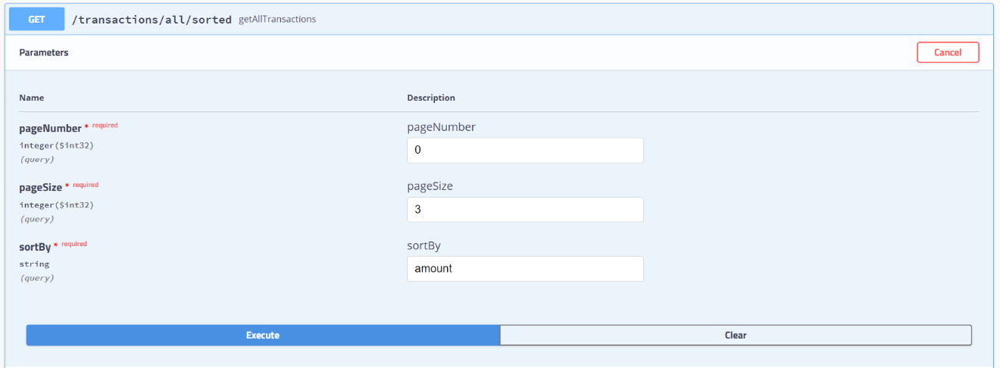 GET /transactions/all/sorted getAllTransactions
Parameters Cancel
Name Description
pageNumber * required pageNumber
integer($int32) 0
(query)
pageSize * required pageSize
integer($int32) 3
(query)
sortBy * required sortBy
string amount
(query)
Execute Clear